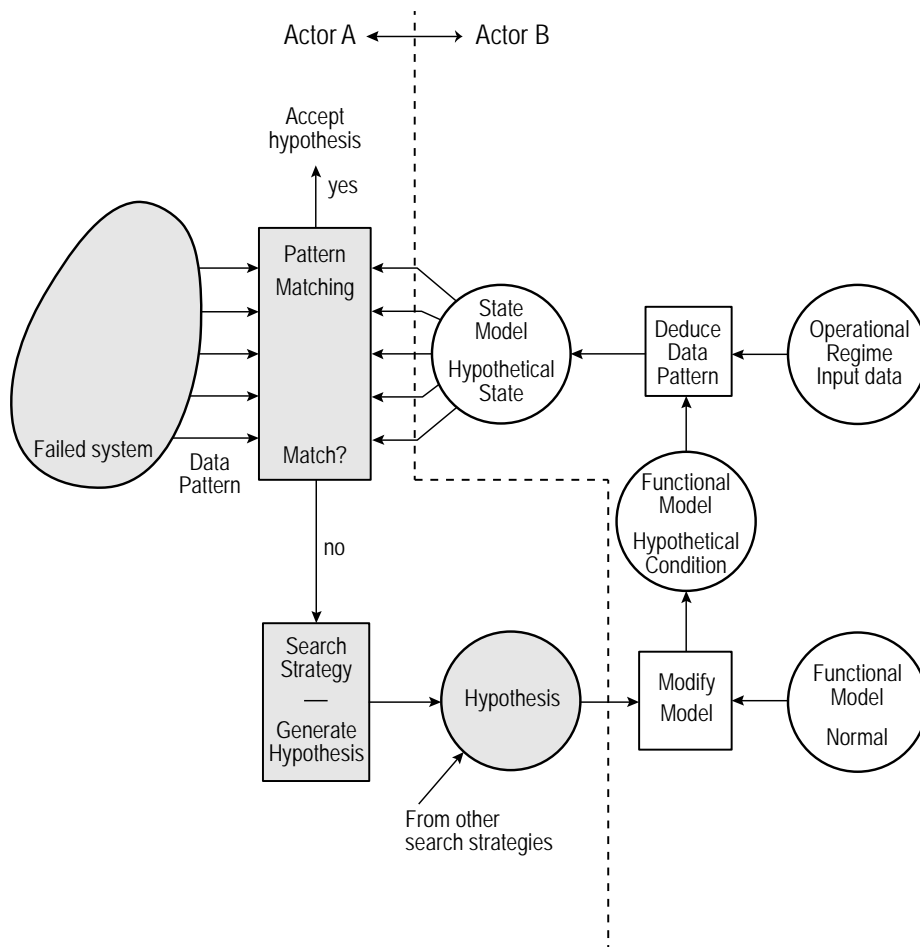 Actor A
Actor B
Accept
hypothesis
yes
Pattern
Matching
Match?
Failed system
Data
Pattern
State
Model
Hypothetical
State
Deduce
Data
Pattern
Operational
Regime
Input data
Functional
Model
Hypothetical
Condition
no
Search
Strategy
—
Generate
Hypothesis
Hypothesis
Modify
Model
Functional
Model
Normal
From other
search strategies